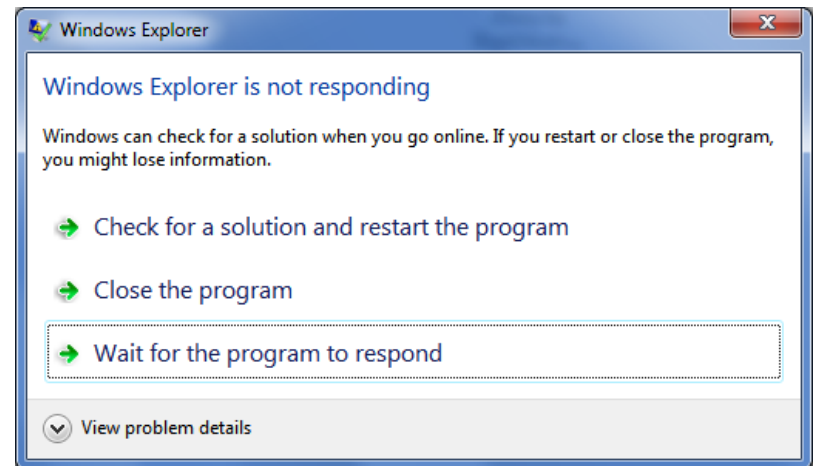 Windows Explorer
Windows Explorer is not responding
Windows can check for a solution when you go online. If you restart or close the program,
you might lose information.
Check for a solution and restart the program
Close the program
Wait for the program to respond
View problem details